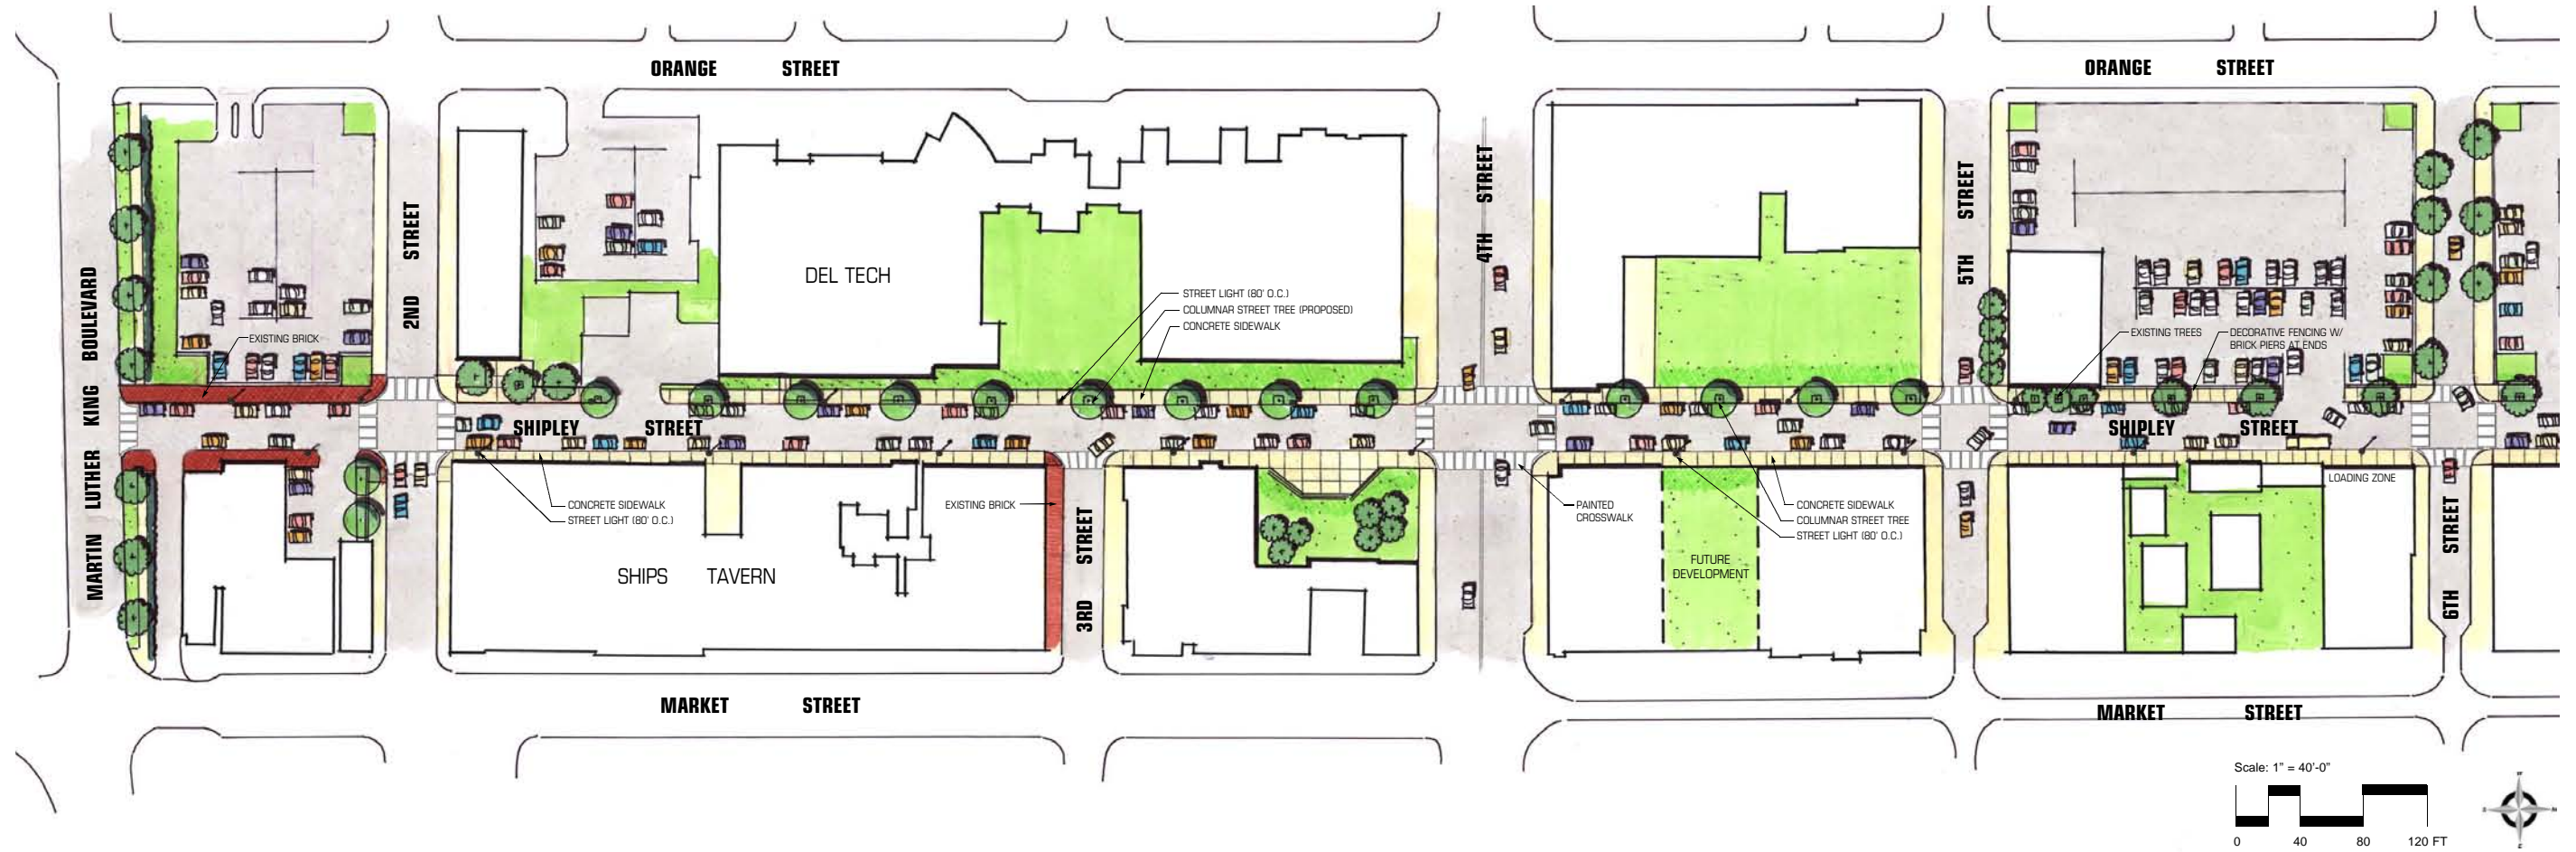 ORANGE STREET
ORANGE STREET
MARTIN LUTHER KING BOULEVARD
2ND STREET
4TH STREET
5TH STREET
DEL TECH
STREET LIGHT (80' O.C.)
COLUMNAR STREET TREE (PROPOSED)
CONCRETE SIDEWALK
EXISTING BRICK
EXISTING TREES
DECORATIVE FENCING W/
BRICK PIERS AT ENDS
SHIPLEY STREET
SHIPLEY STREET
CONCRETE SIDEWALK
STREET LIGHT (80' O.C.)
EXISTING BRICK
3RD STREET
PAINTED
CROSSWALK
CONCRETE SIDEWALK
COLUMNAR STREET TREE
STREET LIGHT (80' O.C.)
LOADING ZONE
6TH STREET
SHIPS TAVERN
FUTURE
DEVELOPMENT
MARKET STREET
MARKET STREET
Scale: 1" = 40'-0"
0 40 80 120 FT